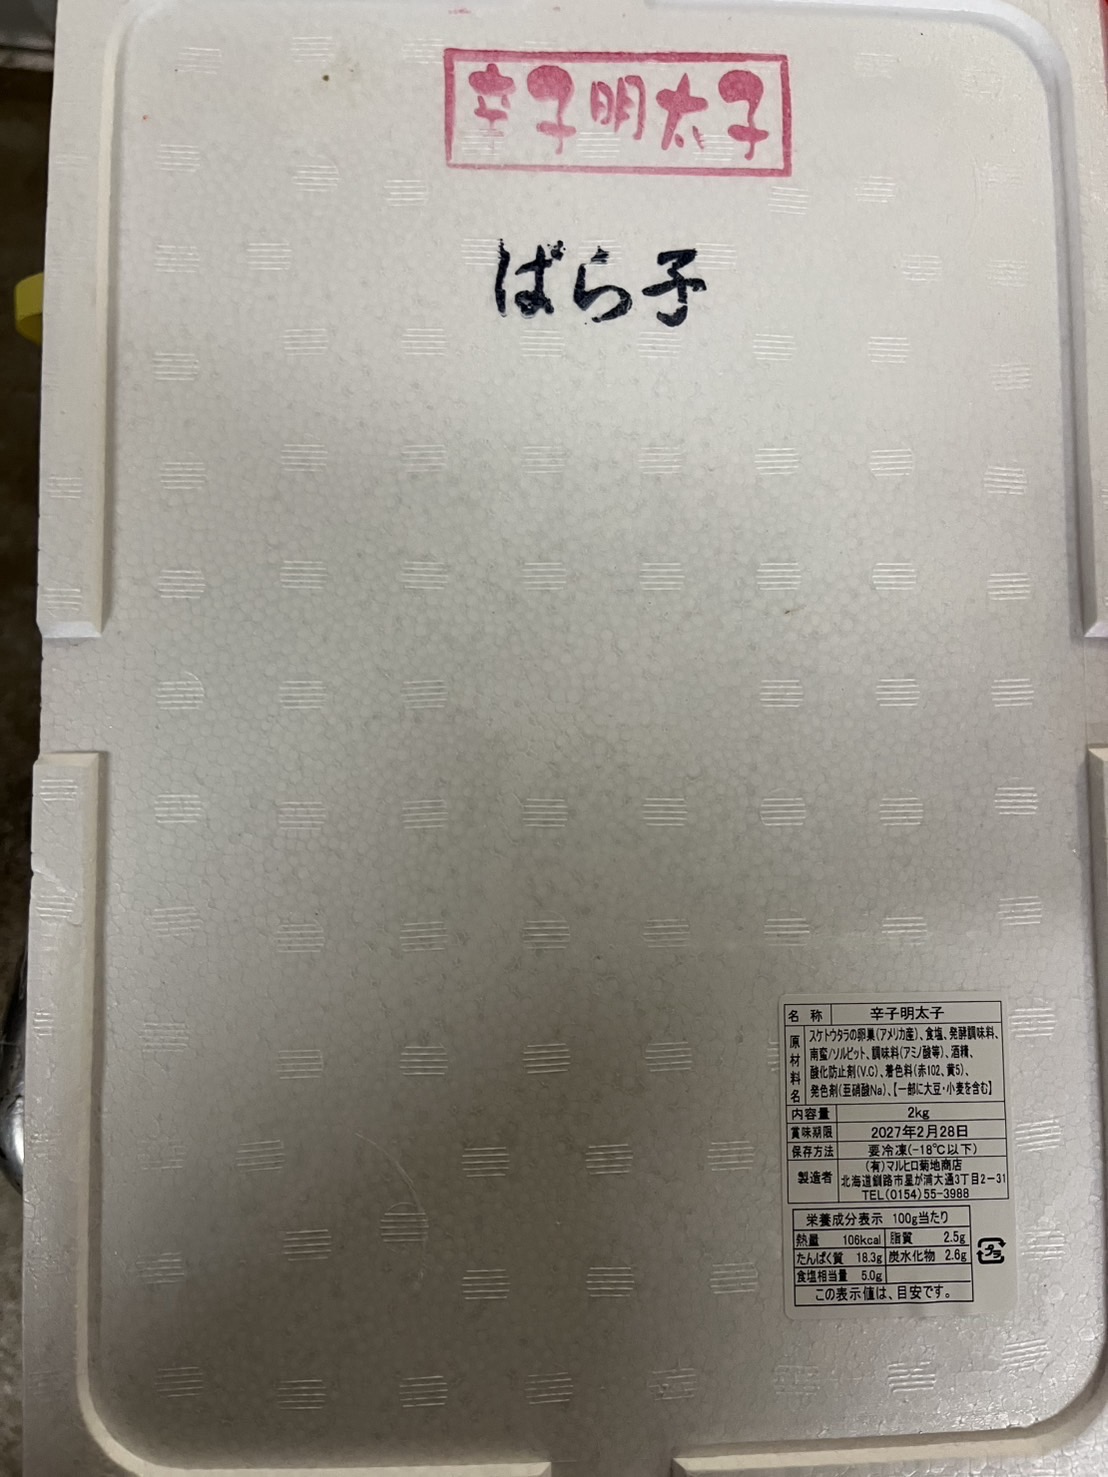 辛子明太子
ばら子
名称 辛子明太子
原材料名 スケトウタラの卵巣(アメリカ産)、食塩、発酵調味料、
南蛮/ソルビット、調味料(アミノ酸等)、酒精、
酸化防止剤(V.C)、着色料(赤102、黄5)、
発色剤(亜硝酸Na)、【一部に大豆・小麦を含む】
内容量 2kg
賞味期限 2027年2月28日
保存方法 要冷凍(-18℃以下)
製造者 (有)マルヒロ菊地商店
北海道釧路市星が浦大通3丁目2-31
TEL(0154)55-3988
栄養成分表示 100g当たり
熱量 106kcal 脂質 2.5g
たんぱく質 18.3g 炭水化物 2.6g
食塩相当量 5.0g
この表示値は、目安です。
プラ